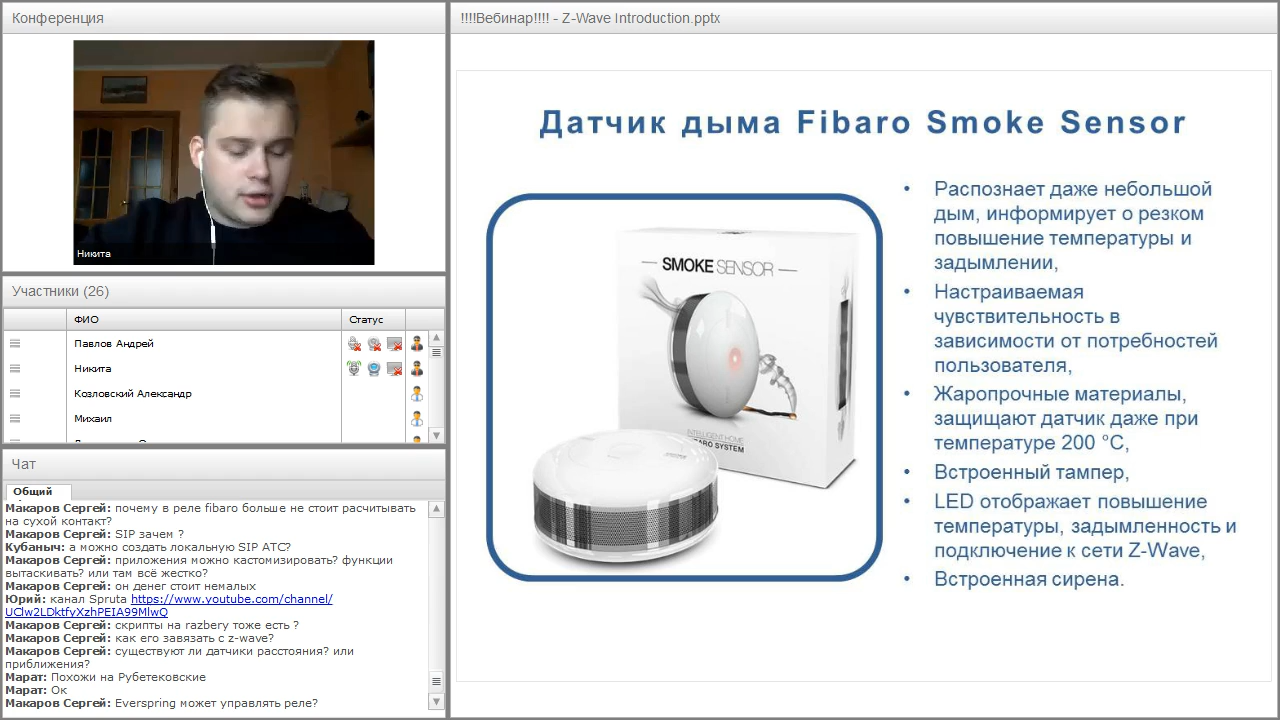 Конференция
Никита
Участники (26)
ФИО
Статус
Павлов Андрей
Никита
Козловский Александр
Михаил
Чат
Общий
Макаров Сергей: почему в реле fibaro больше не стоит расчитывать
на сухой контакт?
Макаров Сергей: SIP зачем ?
Кубаныч: а можно создать локальную SIP АТС?
Макаров Сергей: приложения можно кастомизировать? функции
вытаскивать? или там всё жестко?
Макаров Сергей: он денег стоит немалых
Юрий: канал Spruta https://www.youtube.com/channel/
UClw2LDktfyXzhPEIA99MlwQ
Макаров Сергей: скрипты на razbery тоже есть ?
Макаров Сергей: как его завязать с z-wave?
Макаров Сергей: существуют ли датчики расстояния? или
приближения?
Марат: Похожи на Рубетековские
Марат: Ок
Макаров Сергей: Everspring может управлять реле?
!!!!Вебинар!!!! - Z-Wave Introduction.pptx
Датчик дыма Fibaro Smoke Sensor
SMOKE SENSOR
INTELLIGENT HOME
SYSTEM
• Распознает даже небольшой
дым, информирует о резком
повышение температуры и
задымлении,
• Настраиваемая
чувствительность в
зависимости от потребностей
пользователя,
• Жаропрочные материалы,
защищают датчик даже при
температуре 200 °C,
• Встроенный тампер,
• LED отображает повышение
температуры, задымленность и
подключение к сети Z-Wave,
• Встроенная сирена.